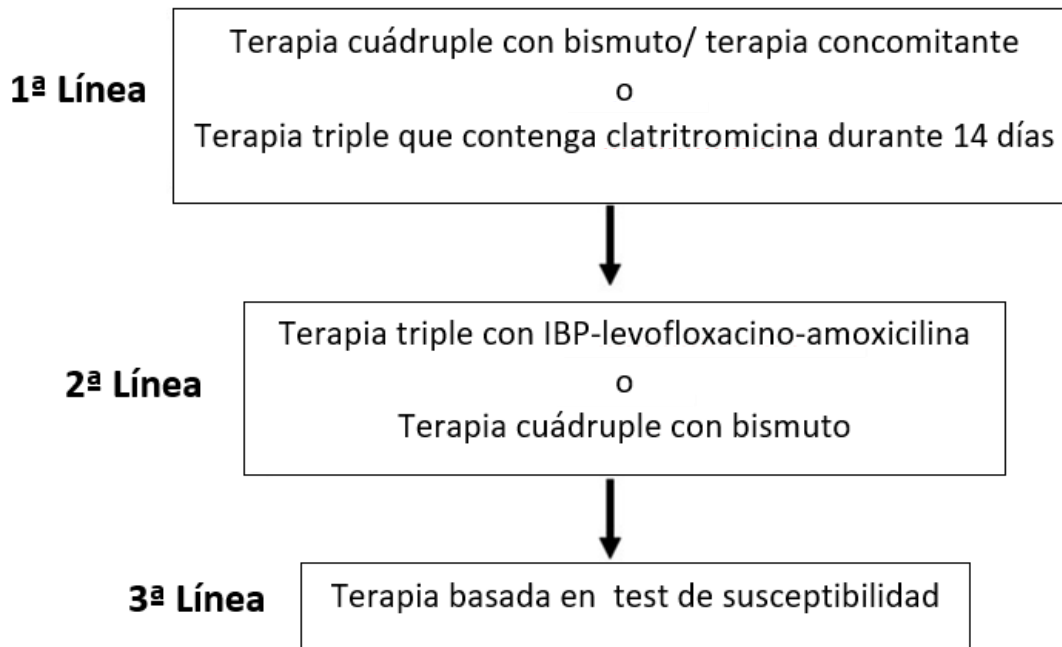 1ª Línea
Terapia cuádruple con bismuto/ terapia concomitante
o
Terapia triple que contenga clatritromicina durante 14 días
2ª Línea
Terapia triple con IBP-levofloxacino-amoxicilina
o
Terapia cuádruple con bismuto
3ª Línea
Terapia basada en test de susceptibilidad